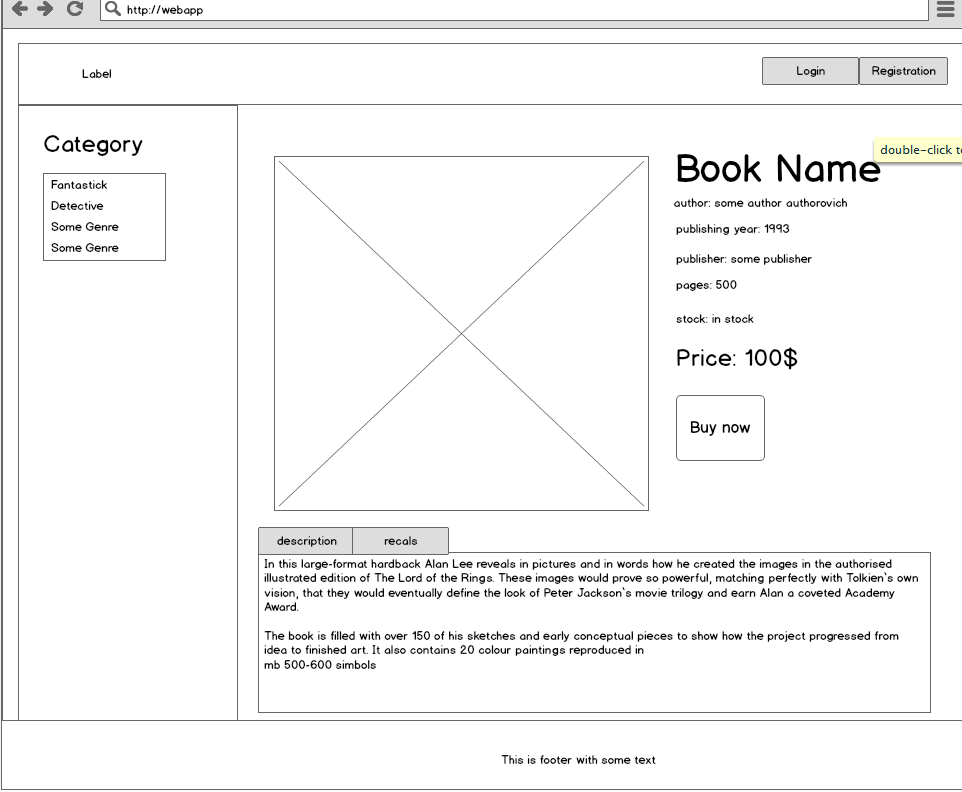 http://webapp
Label
Login
Registration
Category
Fantastick
Detective
Some Genre
Some Genre
double-click t
Book Name
author: some author authorovich
publishing year: 1993
publisher: some publisher
pages: 500
stock: in stock
Price: 100$
Buy now
description
recals
In this large-format hardback Alan Lee reveals in pictures and in words how he created the images in the authorised
illustrated edition of The Lord of the Rings. These images would prove so powerful, matching perfectly with Tolkien's own
vision, that they would eventually define the look of Peter Jackson's movie trilogy and earn Alan a coveted Academy
Award.
The book is filled with over 150 of his sketches and early conceptual pieces to show how the project progressed from
idea to finished art. It also contains 20 colour paintings reproduced in
mb 500-600 simbols
This is footer with some text